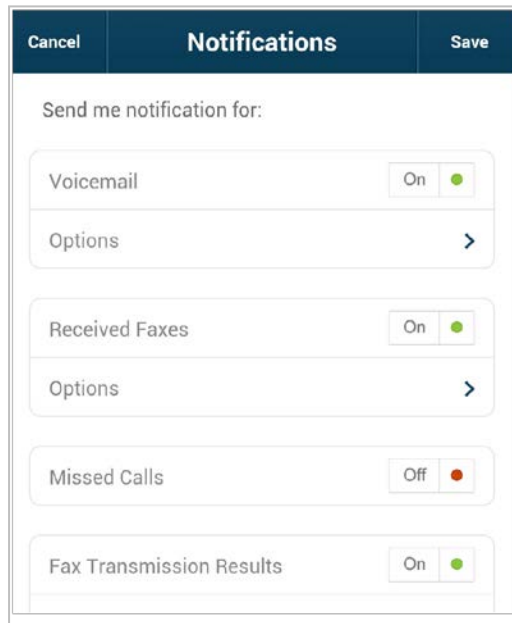 Cancel Notifications Save
Send me notification for:
Voicemail On
Options
Received Faxes On
Options
Missed Calls Off
Fax Transmission Results On